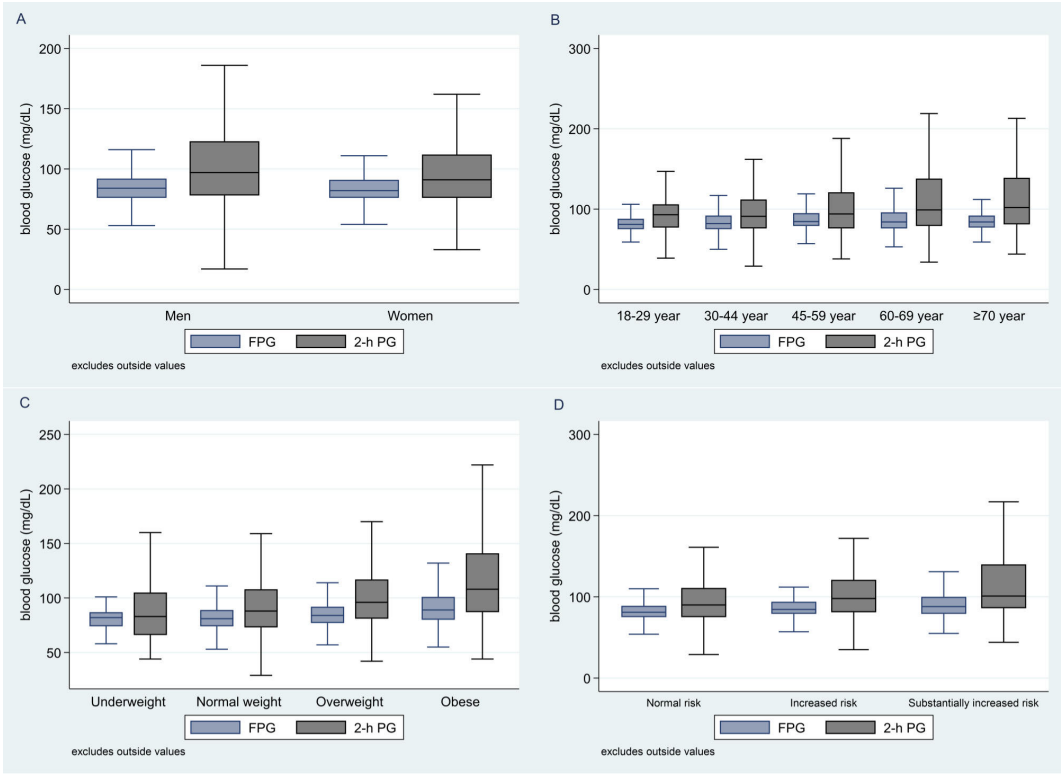 A
blood glucose (mg/dL)
200
150
100
50
0
Men Women
FPG 2-h PG
excludes outside values
B
blood glucose (mg/dL)
300
200
100
0
18-29 year 30-44 year 45-59 year 60-69 year ≥70 year
FPG 2-h PG
excludes outside values
C
blood glucose (mg/dL)
250
200
150
100
50
Underweight Normal weight Overweight Obese
FPG 2-h PG
excludes outside values
D
blood glucose (mg/dL)
300
200
100
0
Normal risk Increased risk Substantially increased risk
FPG 2-h PG
excludes outside values